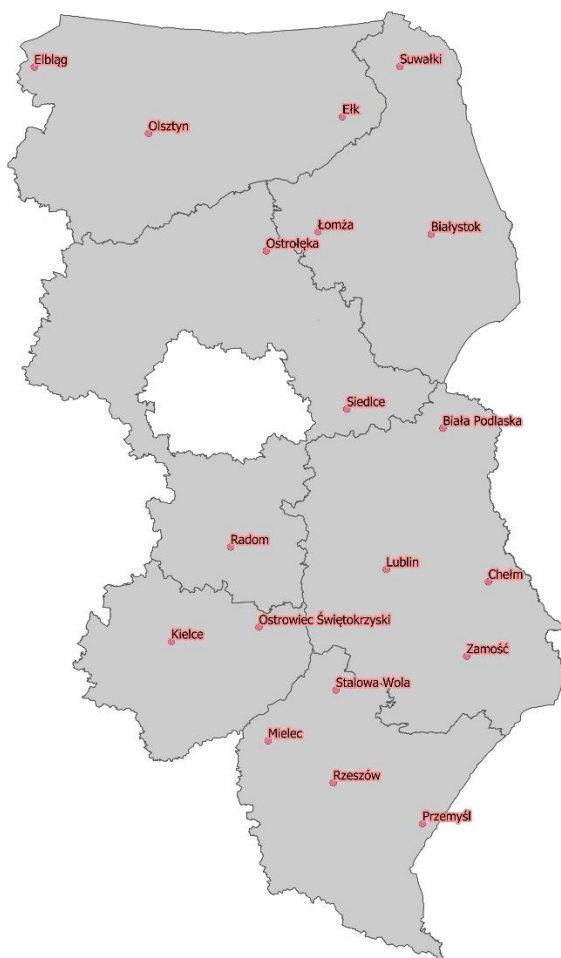 Elbląg
Suwałki
Ełk
Olsztyn
Łomża
Białystok
Ostrołęka
Siedlce
Biała Podlaska
Radom
Lublin
Chełm
Ostrowiec Świętokrzyski
Kielce
Zamość
Stalowa Wola
Mielec
Rzeszów
Przemyśl